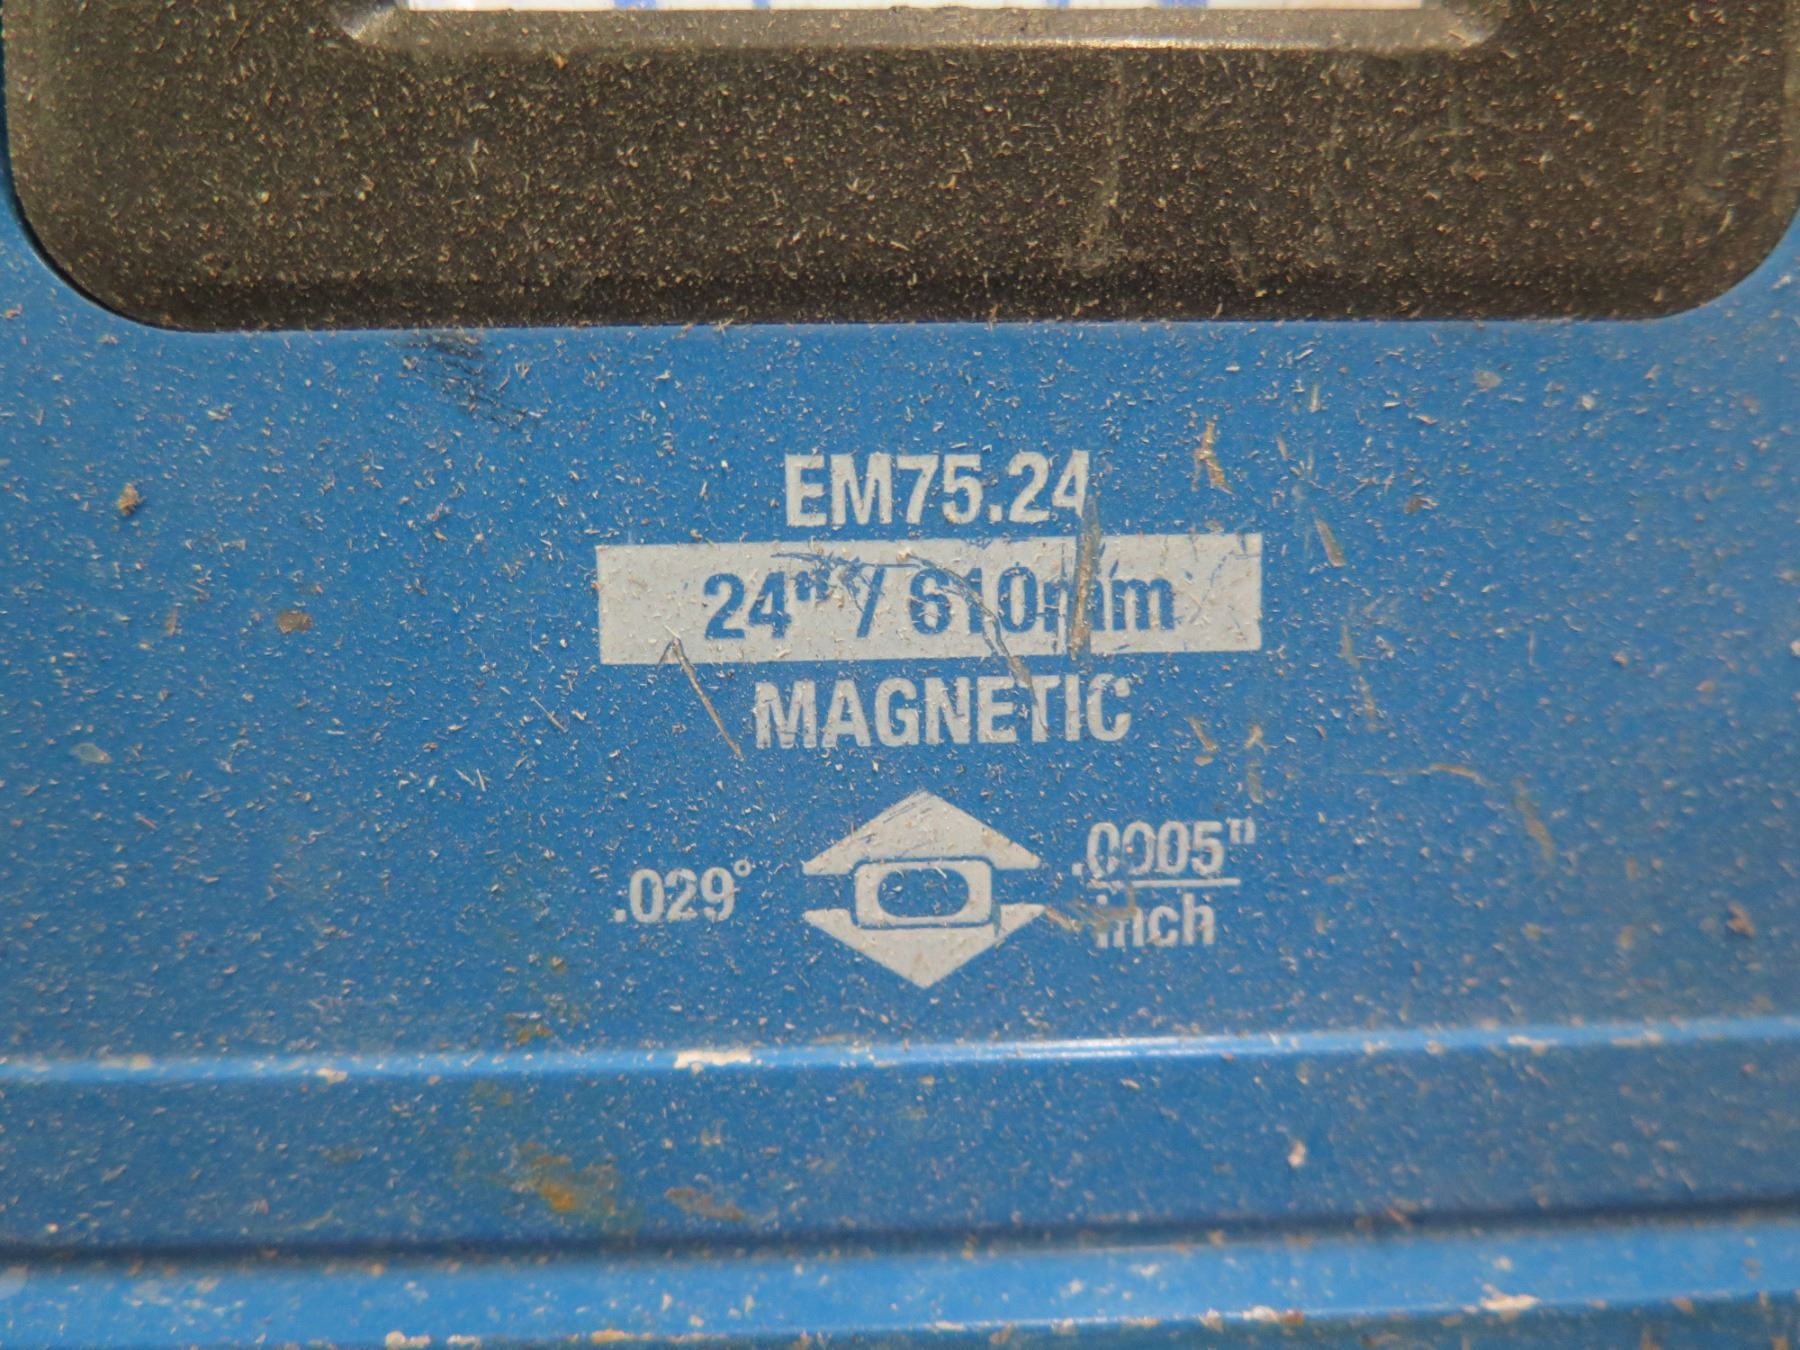 EM75.24
24" / 610mm
MAGNETIC
.029°
.0005"
inch